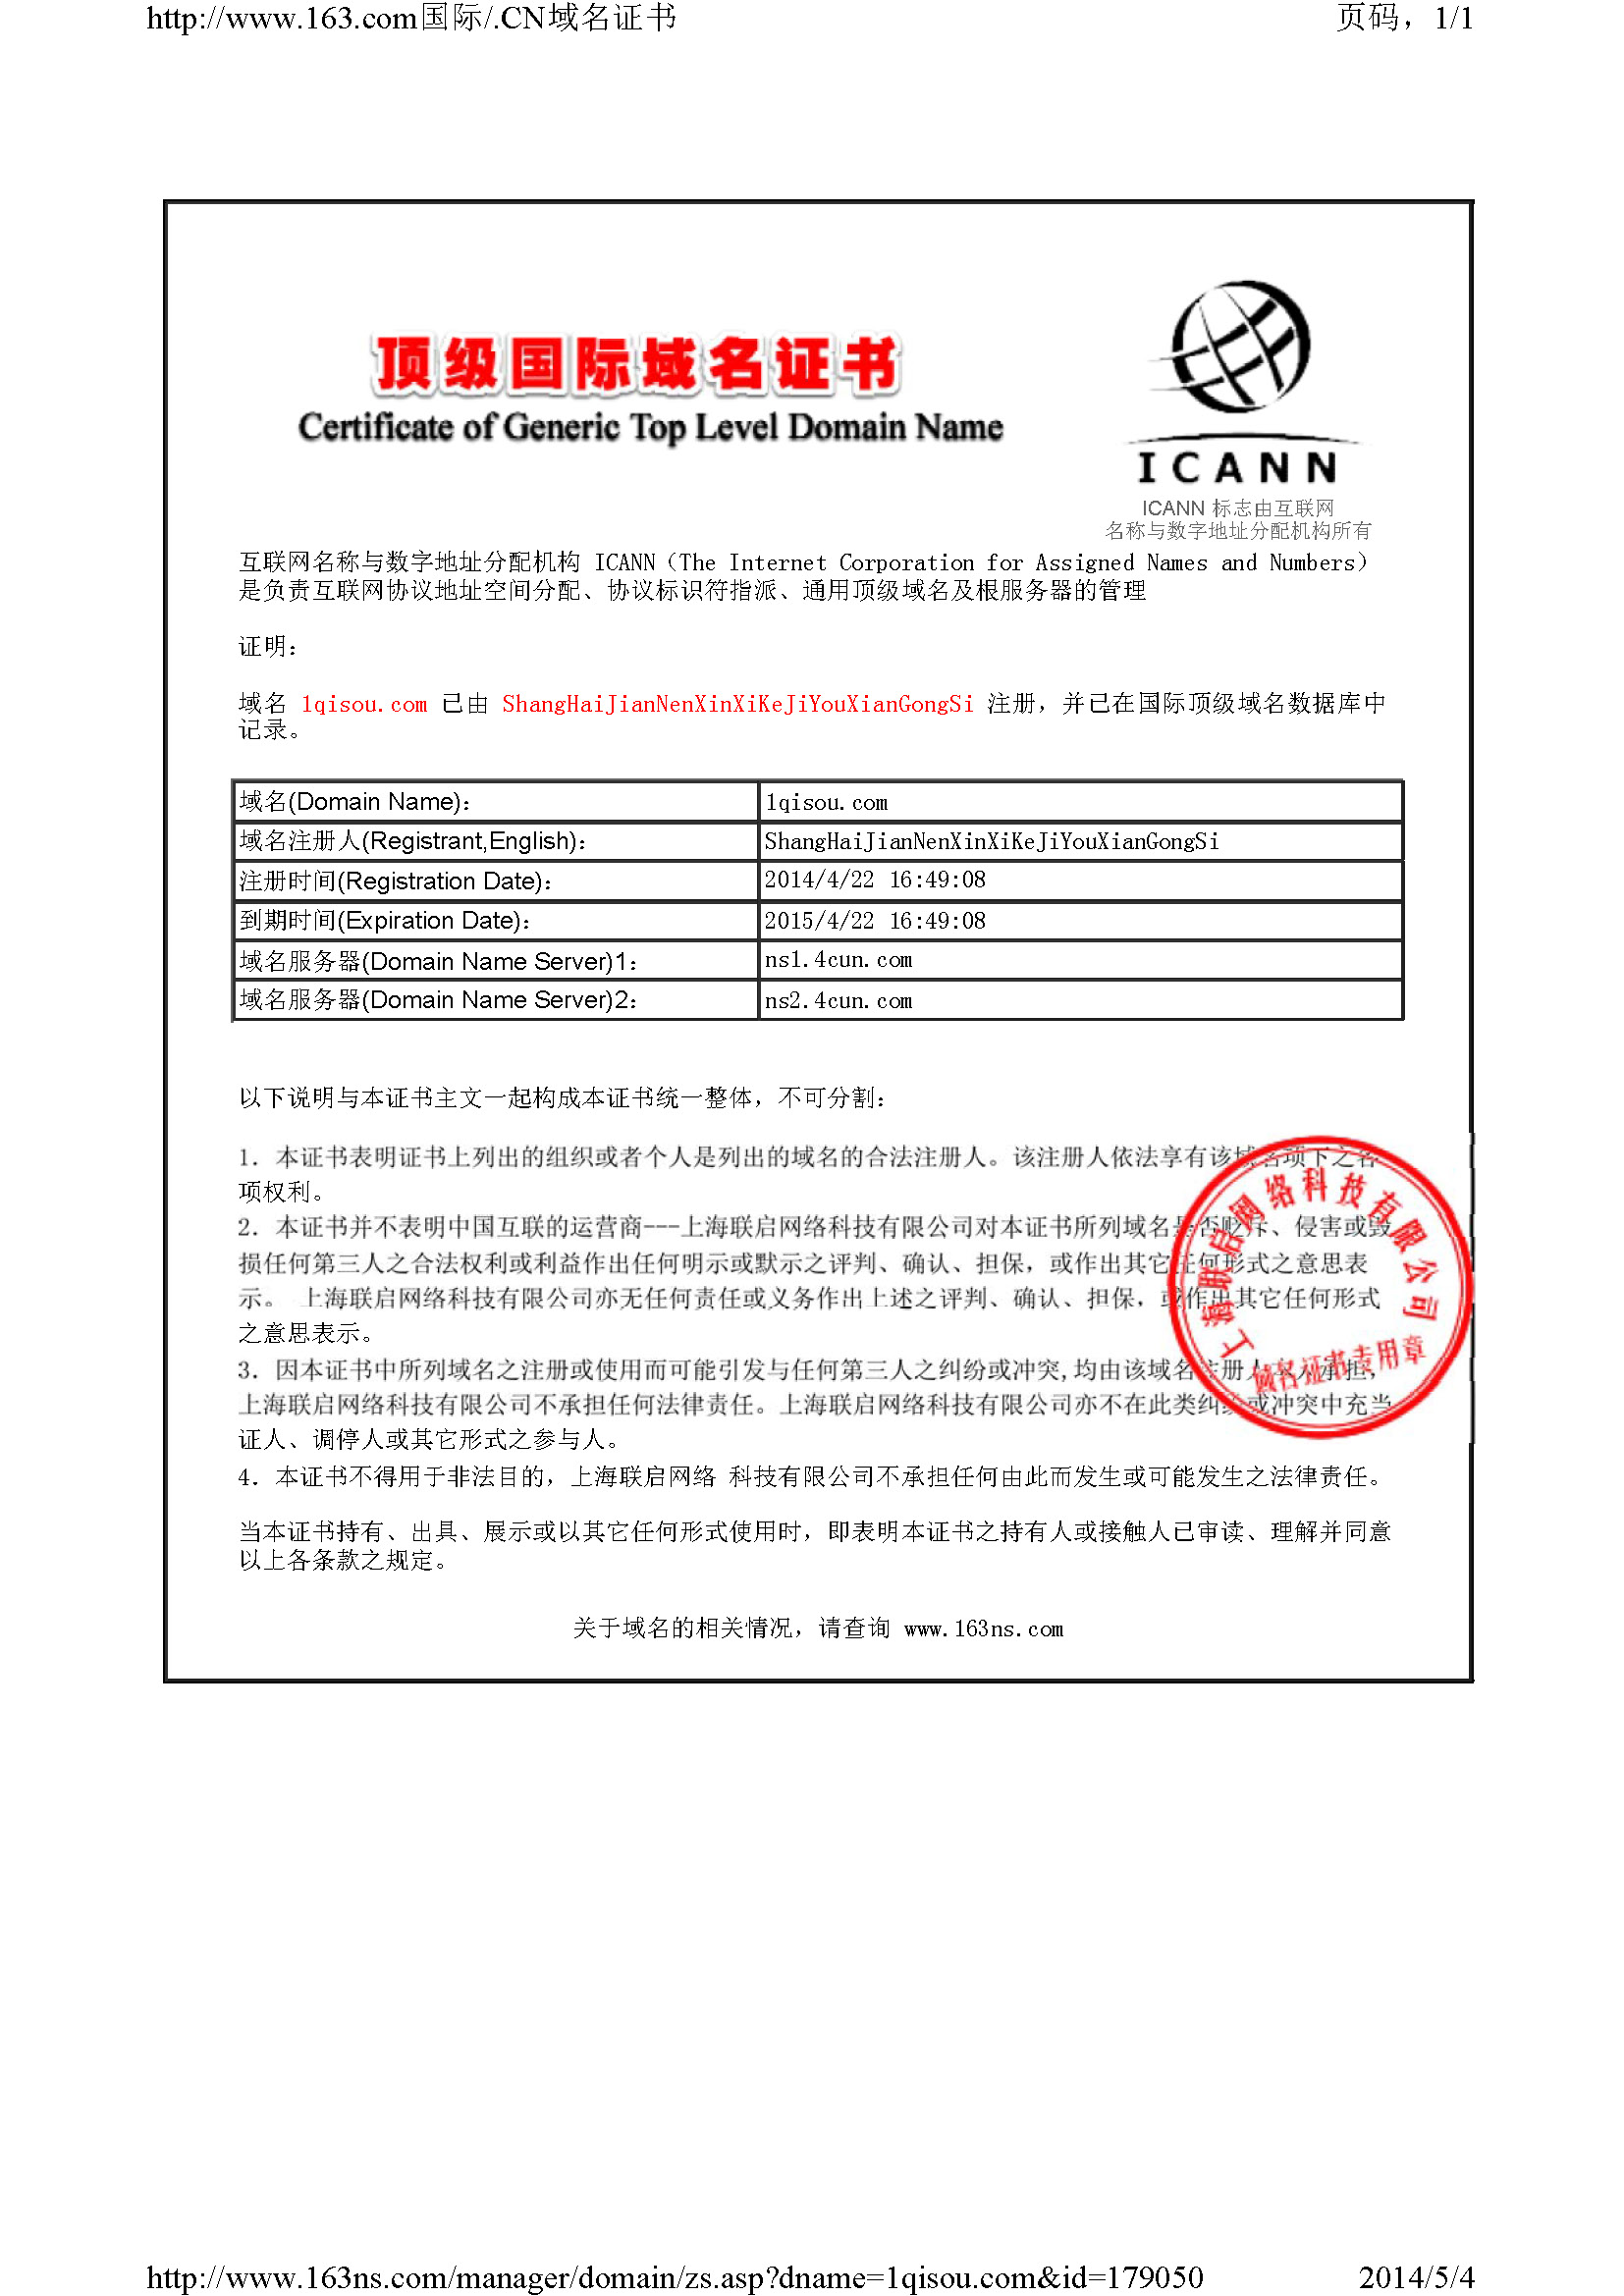 http://www.163.com国际/.CN域名证书 页码，1/1
顶级国际域名证书
Certificate of Generic Top Level Domain Name
ICANN
ICANN 标志由互联网
名称与数字地址分配机构所有
互联网名称与数字地址分配机构 ICANN（The Internet Corporation for Assigned Names and Numbers）
是负责互联网协议地址空间分配、协议标识符指派、通用顶级域名及根服务器的管理
证明：
域名 1qisou.com 已由 ShangHaiJianNenXinXiKeJiYouXianGongSi 注册，并已在国际顶级域名数据库中
记录。
域名(Domain Name)： 1qisou.com
域名注册人(Registrant,English)： ShangHaiJianNenXinXiKeJiYouXianGongSi
注册时间(Registration Date)： 2014/4/22 16:49:08
到期时间(Expiration Date)： 2015/4/22 16:49:08
域名服务器(Domain Name Server)1： ns1.4cun.com
域名服务器(Domain Name Server)2： ns2.4cun.com
以下说明与本证书主文一起构成本证书统一整体，不可分割：
1．本证书表明证书上列出的组织或者个人是列出的域名的合法注册人。该注册人依法享有该域名项下之各
项权利。
2．本证书并不表明中国互联的运营商---上海联启网络科技有限公司对本证书所列域名是否贬斥、侵害或毁
损任何第三人之合法权利或利益作出任何明示或默示之评判、确认、担保，或作出其它任何形式之意思表
示。 上海联启网络科技有限公司亦无任何责任或义务作出上述之评判、确认、担保，或作出其它任何形式
之意思表示。
3．因本证书中所列域名之注册或使用而可能引发与任何第三人之纠纷或冲突,均由该域名注册人本人承担，
上海联启网络科技有限公司不承担任何法律责任。上海联启网络科技有限公司亦不在此类纠纷或冲突中充当
证人、调停人或其它形式之参与人。
4．本证书不得用于非法目的，上海联启网络 科技有限公司不承担任何由此而发生或可能发生之法律责任。
上海联启网络科技有限公司
域名证书专用章
当本证书持有、出具、展示或以其它任何形式使用时，即表明本证书之持有人或接触人已审读、理解并同意
以上各条款之规定。
关于域名的相关情况，请查询 www.163ns.com
http://www.163ns.com/manager/domain/zs.asp?dname=1qisou.com&id=179050 2014/5/4